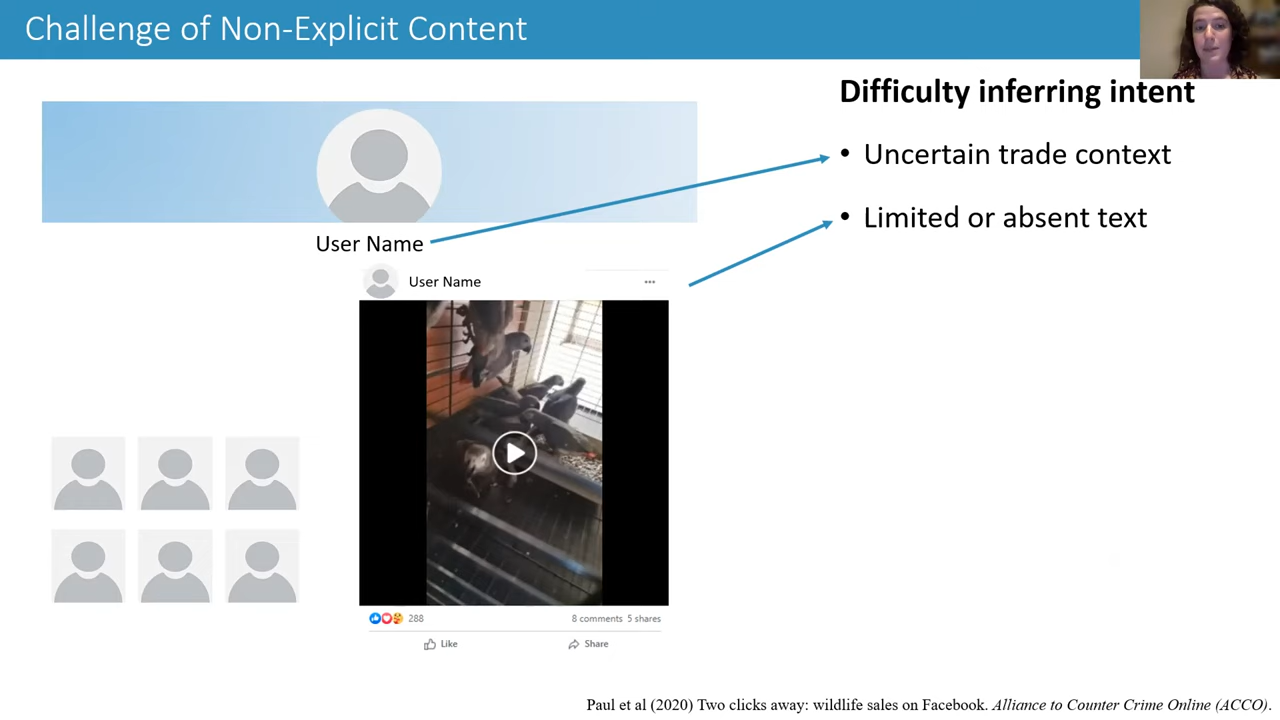 Challenge of Non-Explicit Content
Difficulty inferring intent
• Uncertain trade context
• Limited or absent text
User Name
User Name
288
8 comments 5 shares
Like
Share
Paul et al (2020) Two clicks away: wildlife sales on Facebook. Alliance to Counter Crime Online (ACCO).